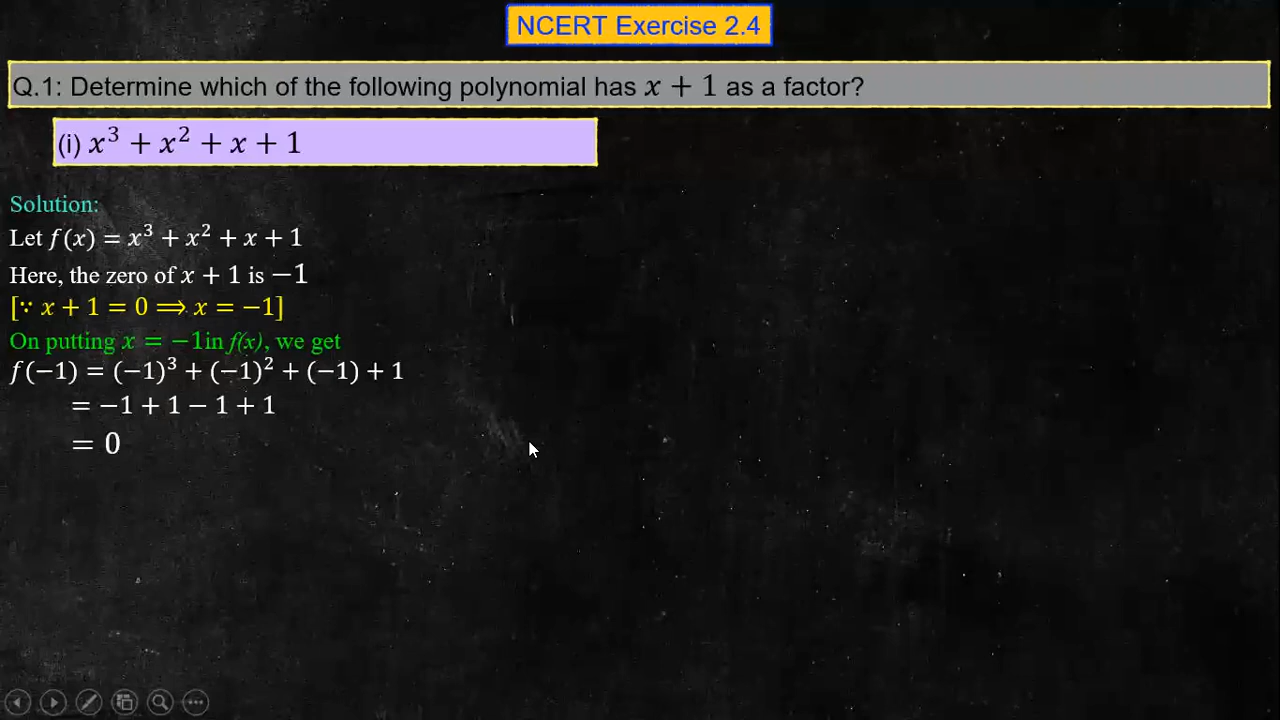 NCERT Exercise 2.4
Q.1: Determine which of the following polynomial has x + 1 as a factor?
(i) x³ + x² + x + 1
Solution:
Let f(x) = x³ + x² + x + 1
Here, the zero of x + 1 is −1
[∵ x + 1 = 0 ⟹ x = −1]
On putting x = −1in f(x), we get
f(−1) = (−1)³ + (−1)² + (−1) + 1
= −1 + 1 − 1 + 1
= 0